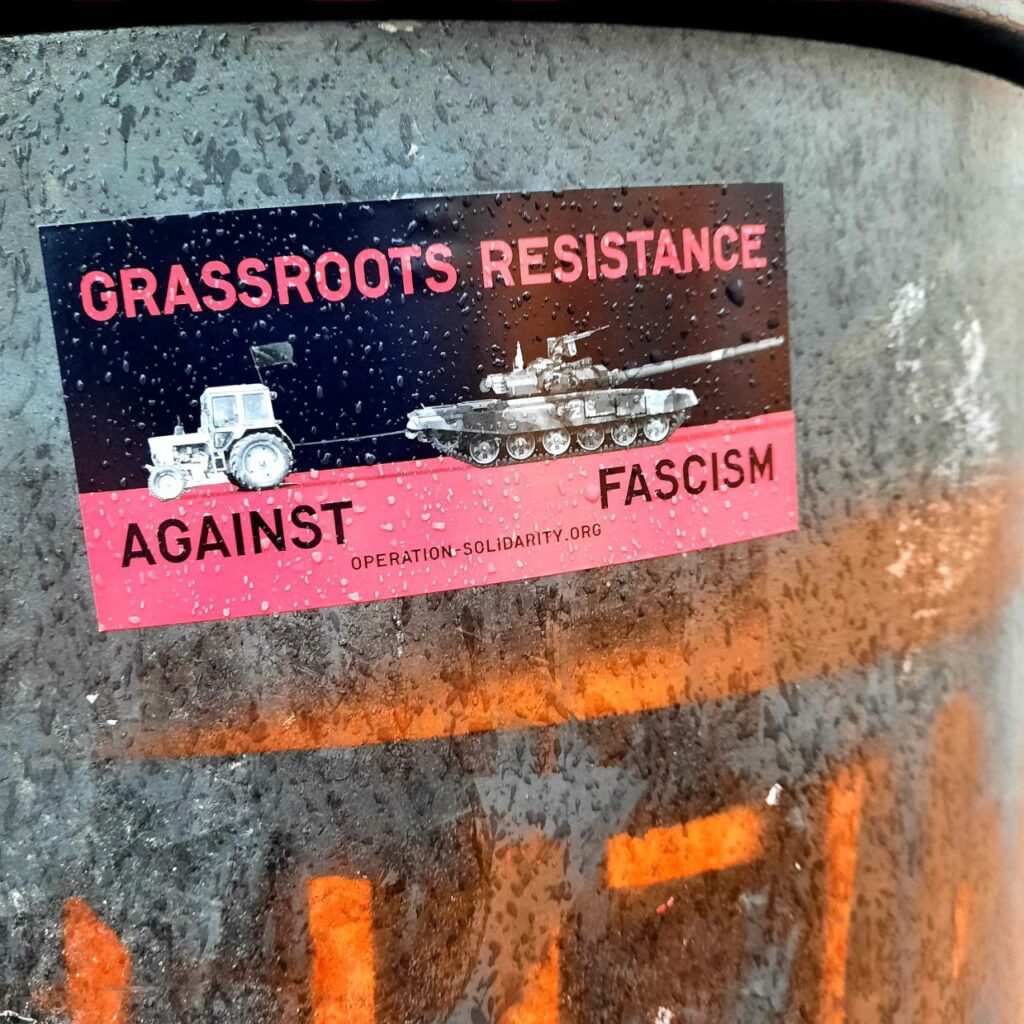 GRASSROOTS RESISTANCE
AGAINST FASCISM
OPERATION-SOLIDARITY.ORG